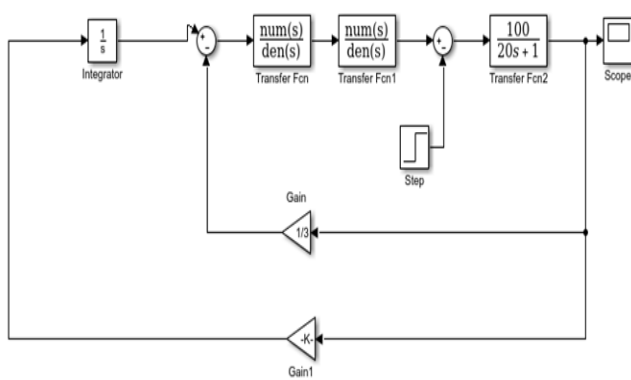 1
s
Integrator
+
-
num(s)
den(s)
Transfer Fcn
num(s)
den(s)
Transfer Fcn1
+
-
100
20s + 1
Transfer Fcn2
Scope
Step
Gain
1/3
-K-
Gain1